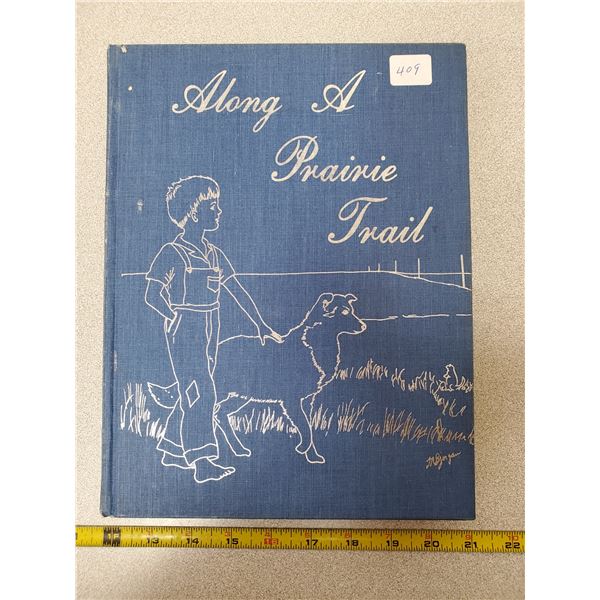 409
Along A
Prairie
Trail
13 14 15 16 17 18 19 20 21 22